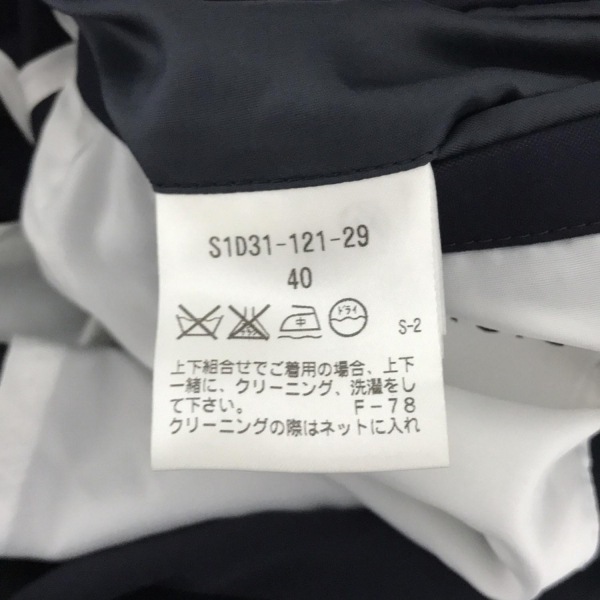 S1D31-121-29
40
中 ドライ
S-2
上下組合せでご着用の場合、上下
一緒に、クリーニング、洗濯をし
て下さい。 F-78
クリーニングの際はネットに入れ